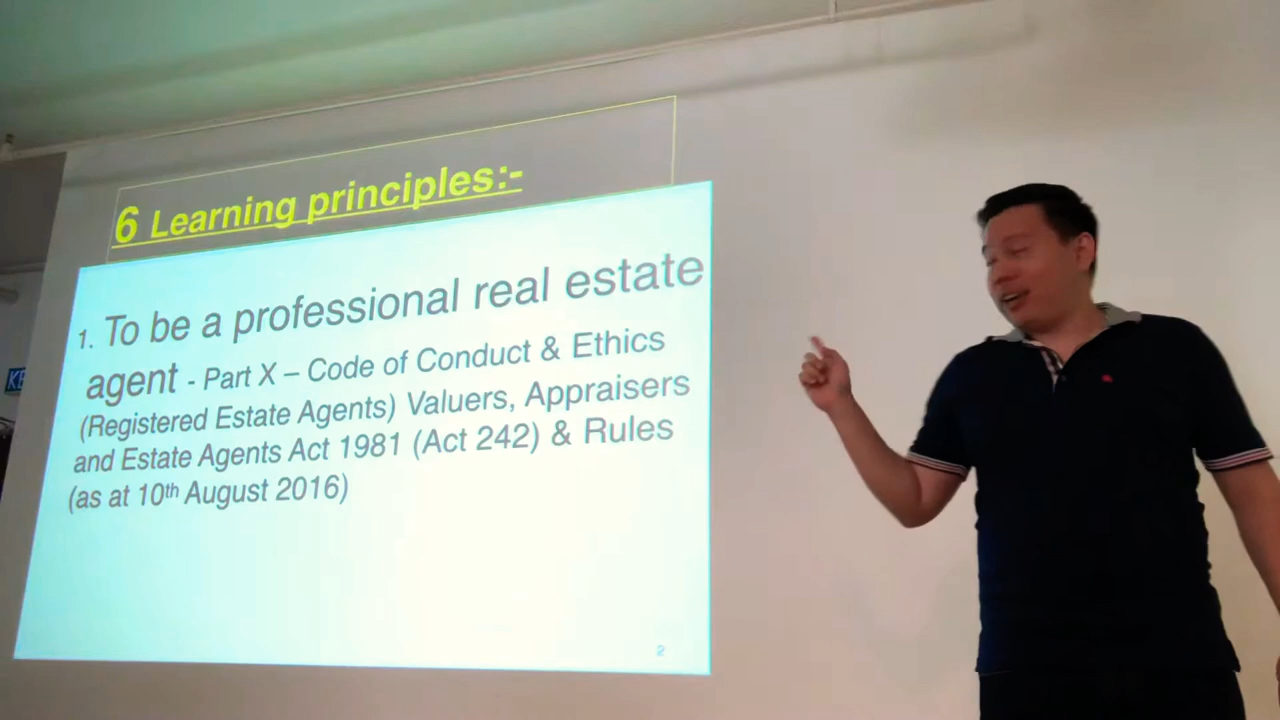 6 Learning principles:-
1. To be a professional real estate
agent - Part X – Code of Conduct & Ethics
(Registered Estate Agents) Valuers, Appraisers
and Estate Agents Act 1981 (Act 242) & Rules
(as at 10th August 2016)
2